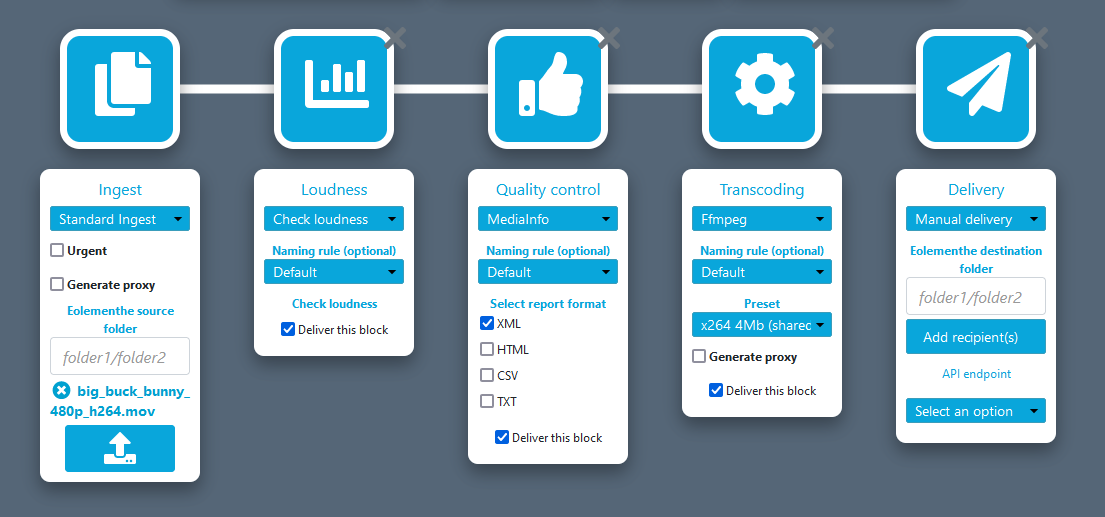 Ingest
Standard Ingest
Urgent
Generate proxy
Eolementhe source
folder
folder1/folder2
big_buck_bunny_
480p_h264.mov
Loudness
Check loudness
Naming rule (optional)
Default
Check loudness
Deliver this block
Quality control
MediaInfo
Naming rule (optional)
Default
Select report format
XML
HTML
CSV
TXT
Deliver this block
Transcoding
Ffmpeg
Naming rule (optional)
Default
Preset
x264 4Mb (shared
Generate proxy
Deliver this block
Delivery
Manual delivery
Eolementhe destination
folder
folder1/folder2
Add recipient(s)
API endpoint
Select an option